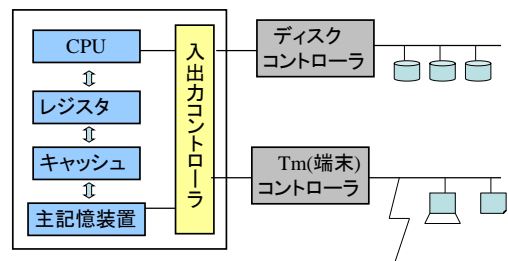 CPU
レジスタ
キャッシュ
主記憶装置
入出力コントローラ
ディスク
コントローラ
Tm(端末)
コントローラ